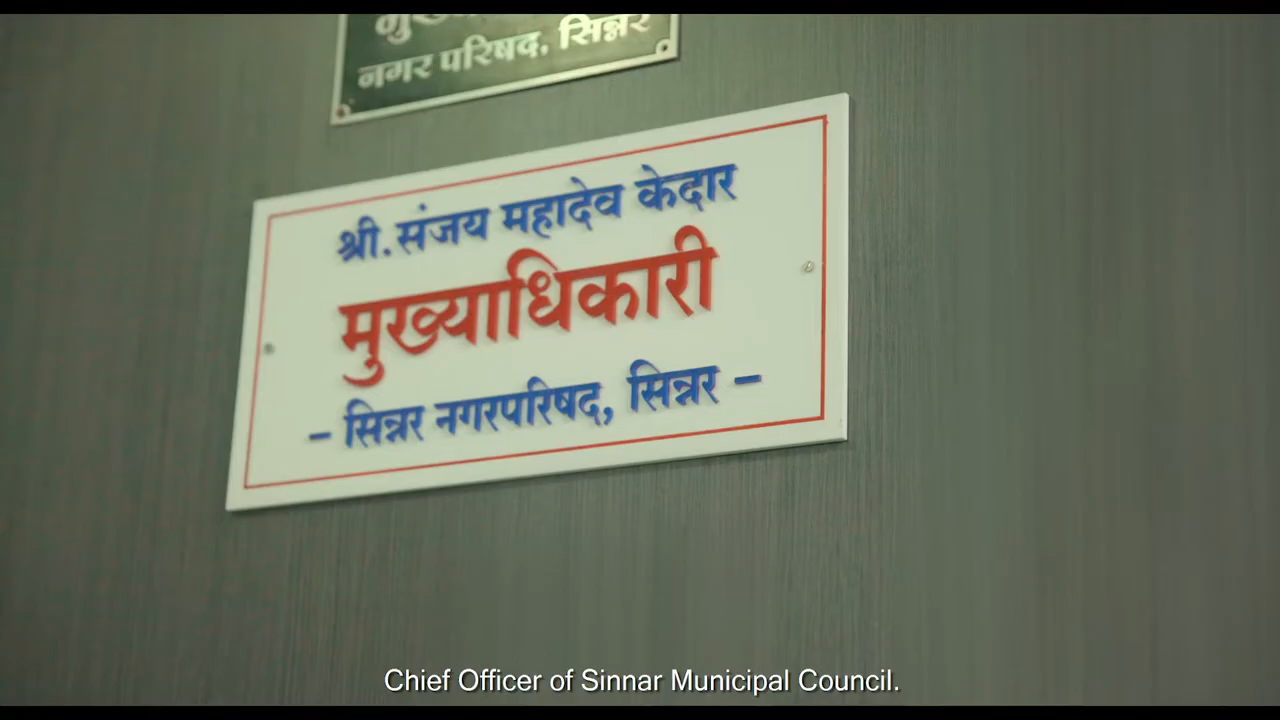 नगर परिषद, सिन्नर
श्री. संजय महादेव केदार
मुख्याधिकारी
– सिन्नर नगरपरिषद, सिन्नर –
Chief Officer of Sinnar Municipal Council.